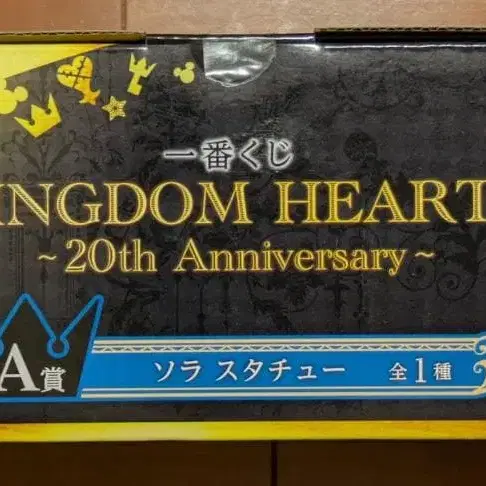 一番くじ
INGDOM HEART
~20th Anniversary~
A賞
ソラ スタチュー 全1種